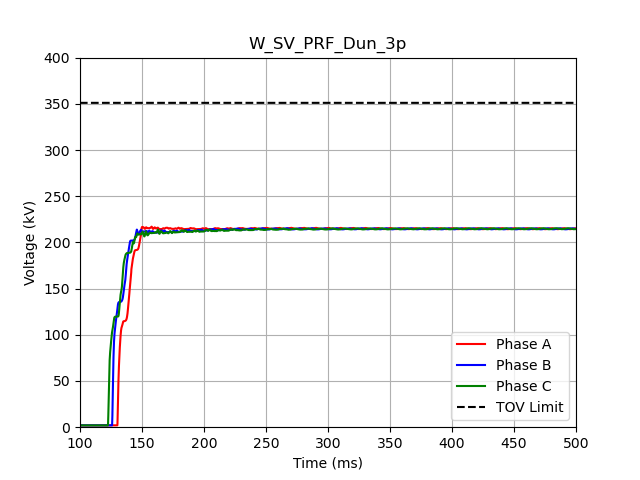 W_SV_PRF_Dun_3p
400
350
300
250
200
150
100
50
0
Voltage (kV)
100 150 200 250 300 350 400 450 500
Time (ms)
Phase A
Phase B
Phase C
TOV Limit